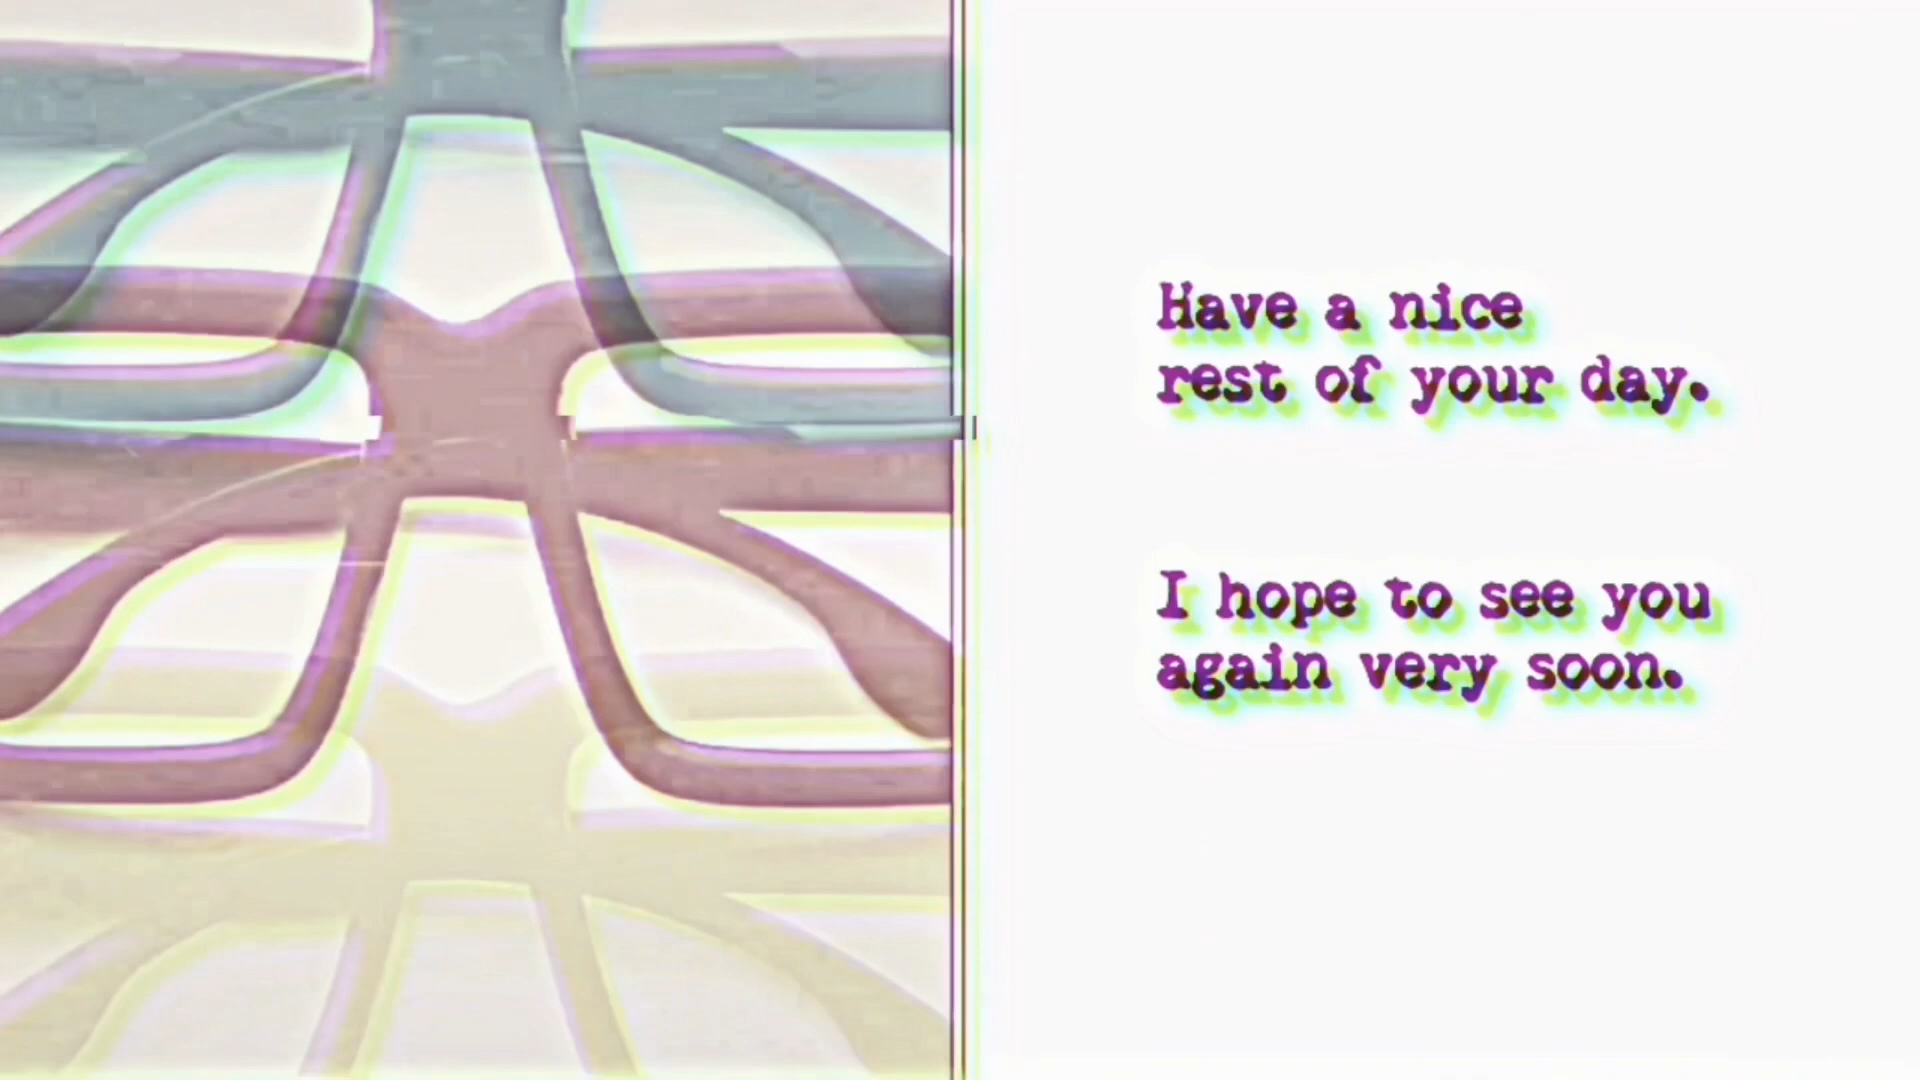 Have a nice
rest of your day.
I hope to see you
again very soon.